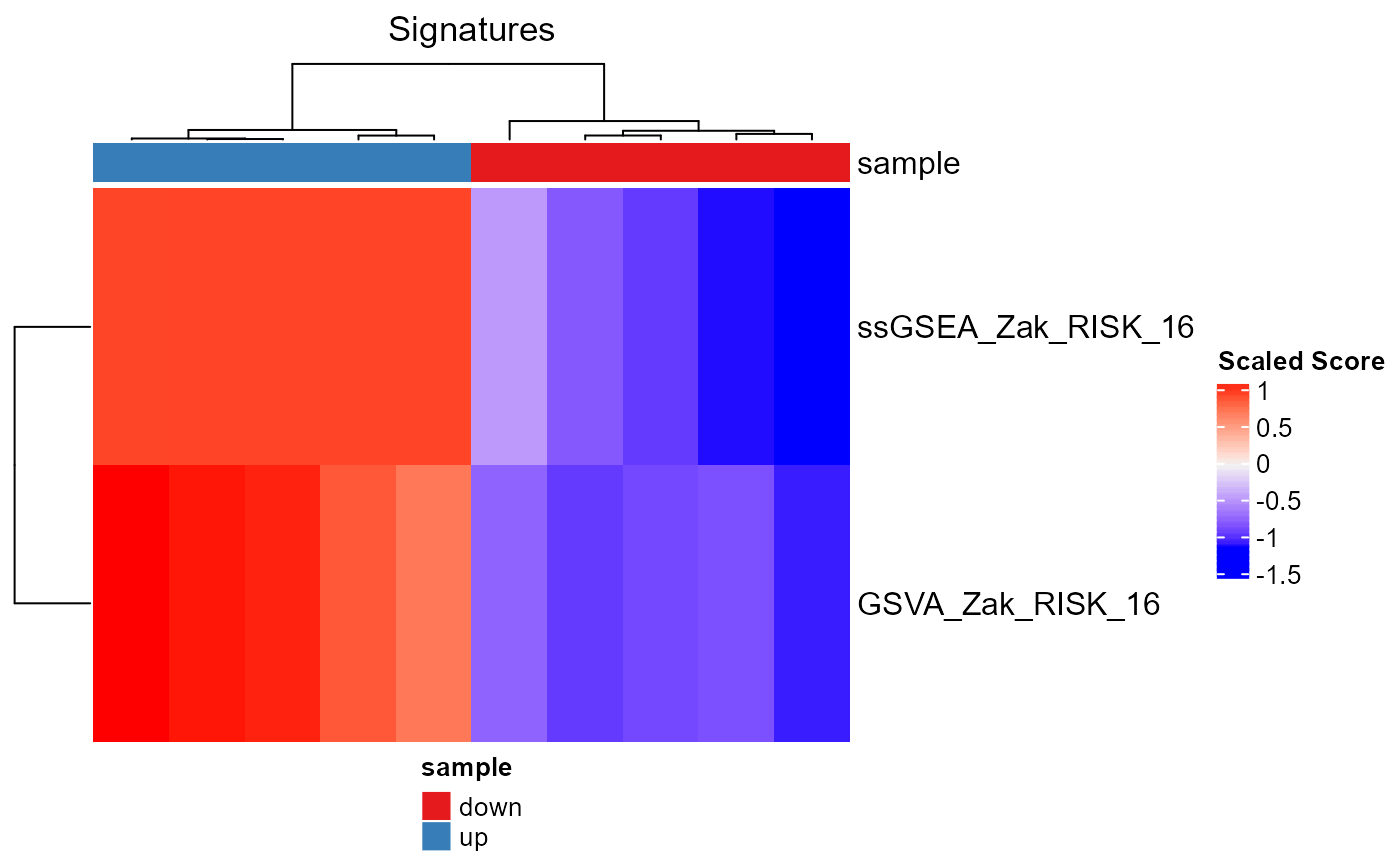 Signatures
sample
ssGSEA_Zak_RISK_16
GSVA_Zak_RISK_16
Scaled Score
1
0.5
0
-0.5
-1
-1.5
sample
down
up